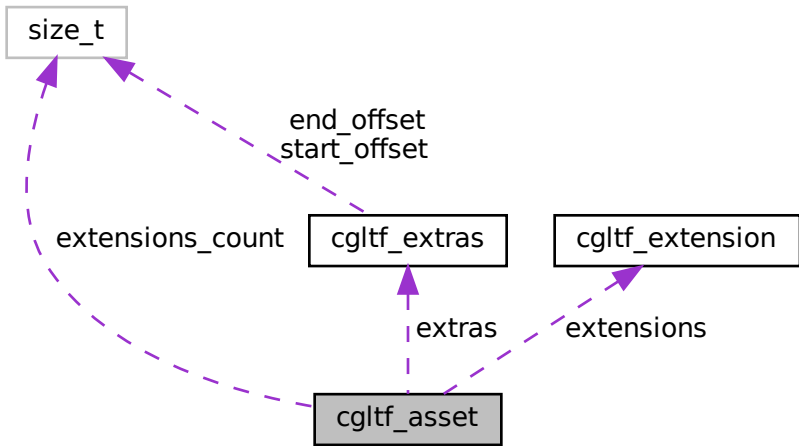 size_t
end_offset
start_offset
extensions_count
cgltf_extras
cgltf_extension
extras
extensions
cgltf_asset